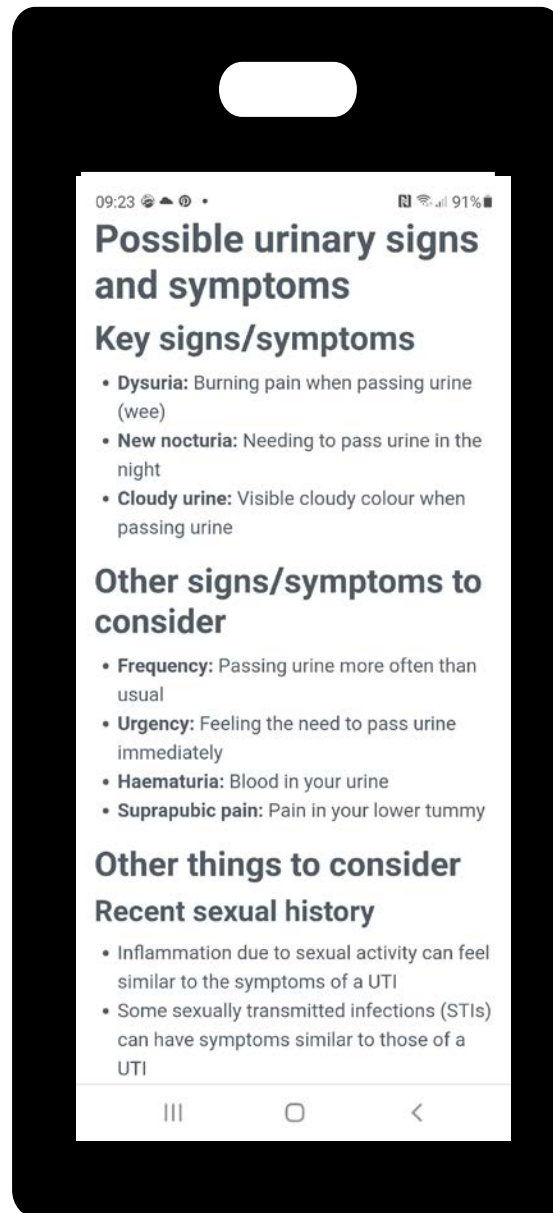 09:23
91%
Possible urinary signs
and symptoms
Key signs/symptoms
• Dysuria: Burning pain when passing urine
(wee)
• New nocturia: Needing to pass urine in the
night
• Cloudy urine: Visible cloudy colour when
passing urine
Other signs/symptoms to
consider
• Frequency: Passing urine more often than
usual
• Urgency: Feeling the need to pass urine
immediately
• Haematuria: Blood in your urine
• Suprapubic pain: Pain in your lower tummy
Other things to consider
Recent sexual history
• Inflammation due to sexual activity can feel
similar to the symptoms of a UTI
• Some sexually transmitted infections (STIs)
can have symptoms similar to those of a
UTI